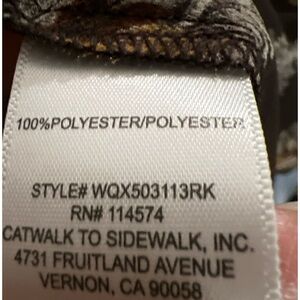 100%POLYESTER/POLYESTER
STYLE# WQX503113RK
RN# 114574
CATWALK TO SIDEWALK, INC.
4731 FRUITLAND AVENUE
VERNON, CA 90058